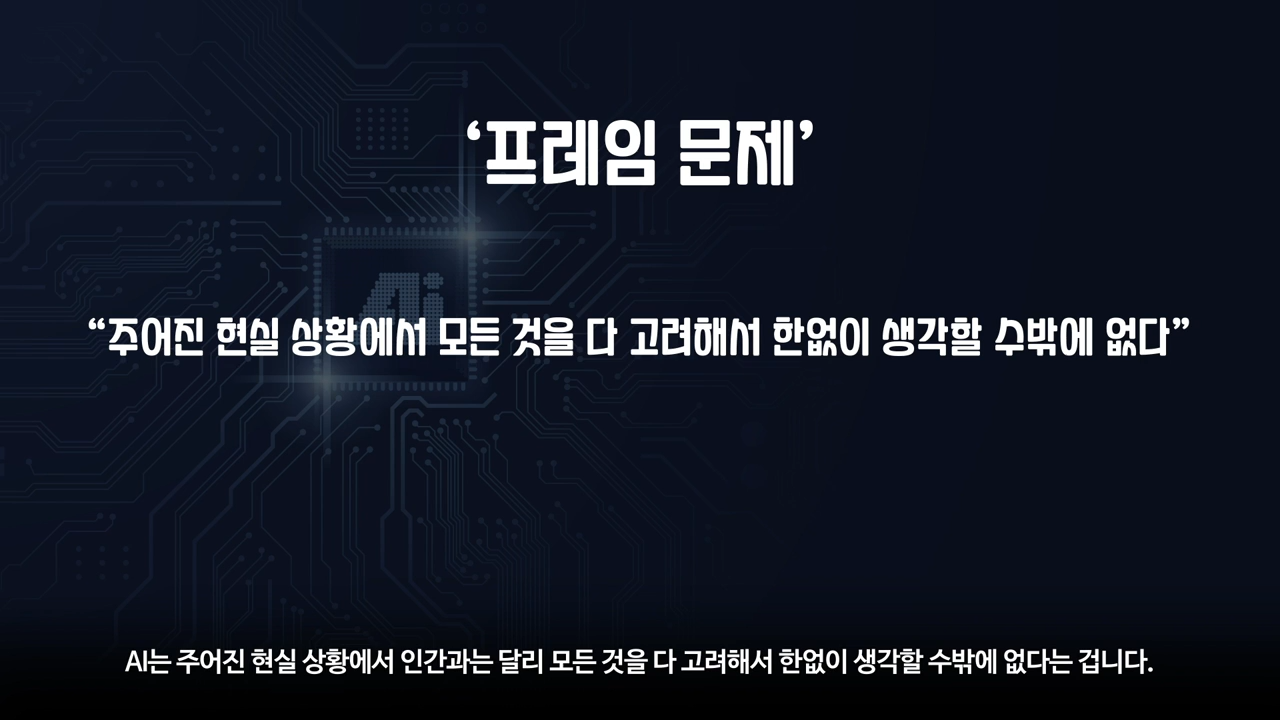 ‘프레임 문제’
Ai
“주어진 현실 상황에서 모든 것을 다 고려해서 한없이 생각할 수밖에 없다”
AI는 주어진 현실 상황에서 인간과는 달리 모든 것을 다 고려해서 한없이 생각할 수밖에 없다는 겁니다.